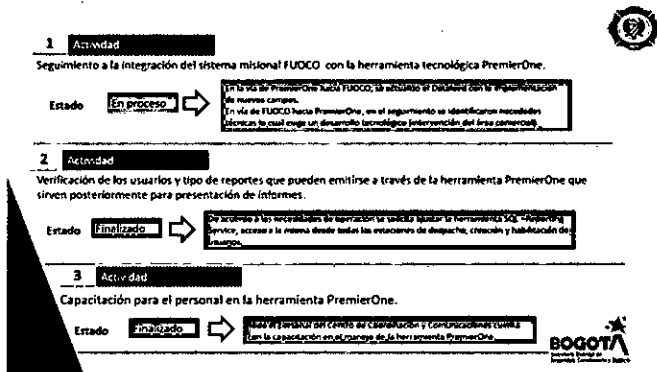 1 Actividad
Seguimiento a la integración del sistema misional FUOCO con la herramienta tecnológica PremierOne.
Estado En proceso
En la vía de PremierOne hacia FUOCO, se actualizó el DataMed con la implementación
de nuevos campos.
En vía de FUOCO hacia PremierOne, en el seguimiento se identificaron necesidades
técnicas lo cual exige un desarrollo tecnológico (intervención del área comercial).
2 Actividad
Verificación de los usuarios y tipo de reportes que pueden emitirse a través de la herramienta PremierOne que
sirven posteriormente para presentación de informes.
Estado Finalizado
De acuerdo a las necesidades de operación se solicita ajustar la herramienta SQL - Reporting
Service, acceso a la misma desde todas las estaciones de despacho, creación y habilitación de
usuarios.
3 Actividad
Capacitación para el personal en la herramienta PremierOne.
Estado Finalizado
Todo el personal del Centro de Coordinación y Comunicaciones cuenta
con la capacitación en el manejo de la herramienta PremierOne.
BOGOTÁ